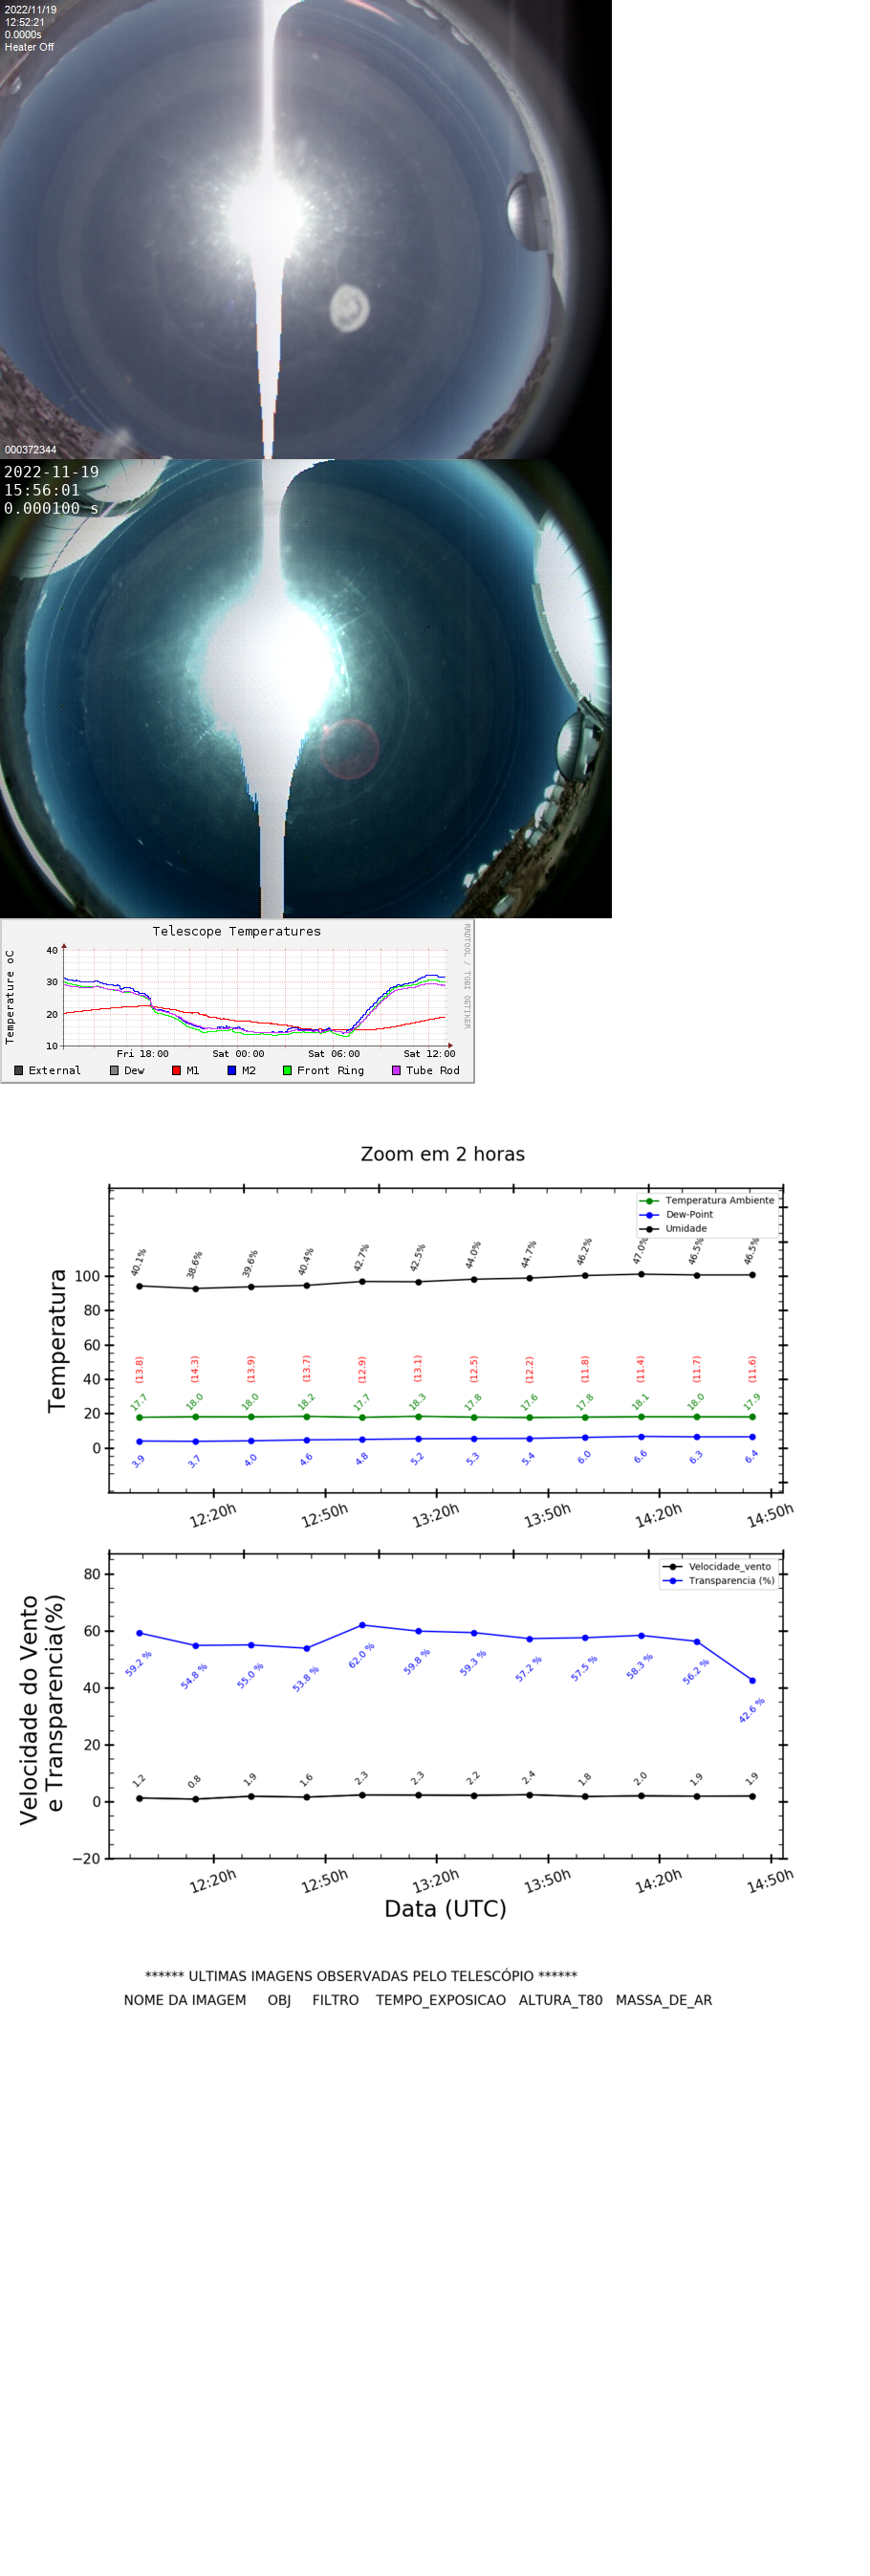 2022/11/19
12:52:21
0.0000s
Heater Off
000372344
2022-11-19
15:56:01
0.000100 s
Telescope Temperatures
RRDTOOL / TOBI OETIKER
Temperature oC
40
30
20
10
Fri 18:00 Sat 00:00 Sat 06:00 Sat 12:00
External Dew M1 M2 Front Ring Tube Rod
Zoom em 2 horas
Temperatura Ambiente
Dew-Point
Umidade
Temperatura
100
80
60
40
20
0
40.1% 38.6% 39.6% 40.4% 42.7% 42.5% 44.0% 44.7% 46.2% 47.0% 46.5% 46.5%
(13.8) (14.3) (13.9) (13.7) (12.9) (13.1) (12.5) (12.2) (11.8) (11.4) (11.7) (11.6)
17.7 18.0 18.0 18.2 17.7 18.3 17.8 17.6 17.8 18.1 18.0 17.9
3.9 3.7 4.0 4.6 4.8 5.2 5.3 5.4 6.0 6.6 6.3 6.4
12:20h 12:50h 13:20h 13:50h 14:20h 14:50h
Velocidade_vento
Transparencia (%)
Velocidade do Vento
e Transparencia(%)
80
60
40
20
0
−20
59.2 % 54.8 % 55.0 % 53.8 % 62.0 % 59.8 % 59.3 % 57.2 % 57.5 % 58.3 % 56.2 % 42.6 %
1.2 0.8 1.9 1.6 2.3 2.3 2.2 2.4 1.8 2.0 1.9 1.9
12:20h 12:50h 13:20h 13:50h 14:20h 14:50h
Data (UTC)
****** ULTIMAS IMAGENS OBSERVADAS PELO TELESCÓPIO ******
NOME DA IMAGEM OBJ FILTRO TEMPO_EXPOSICAO ALTURA_T80 MASSA_DE_AR